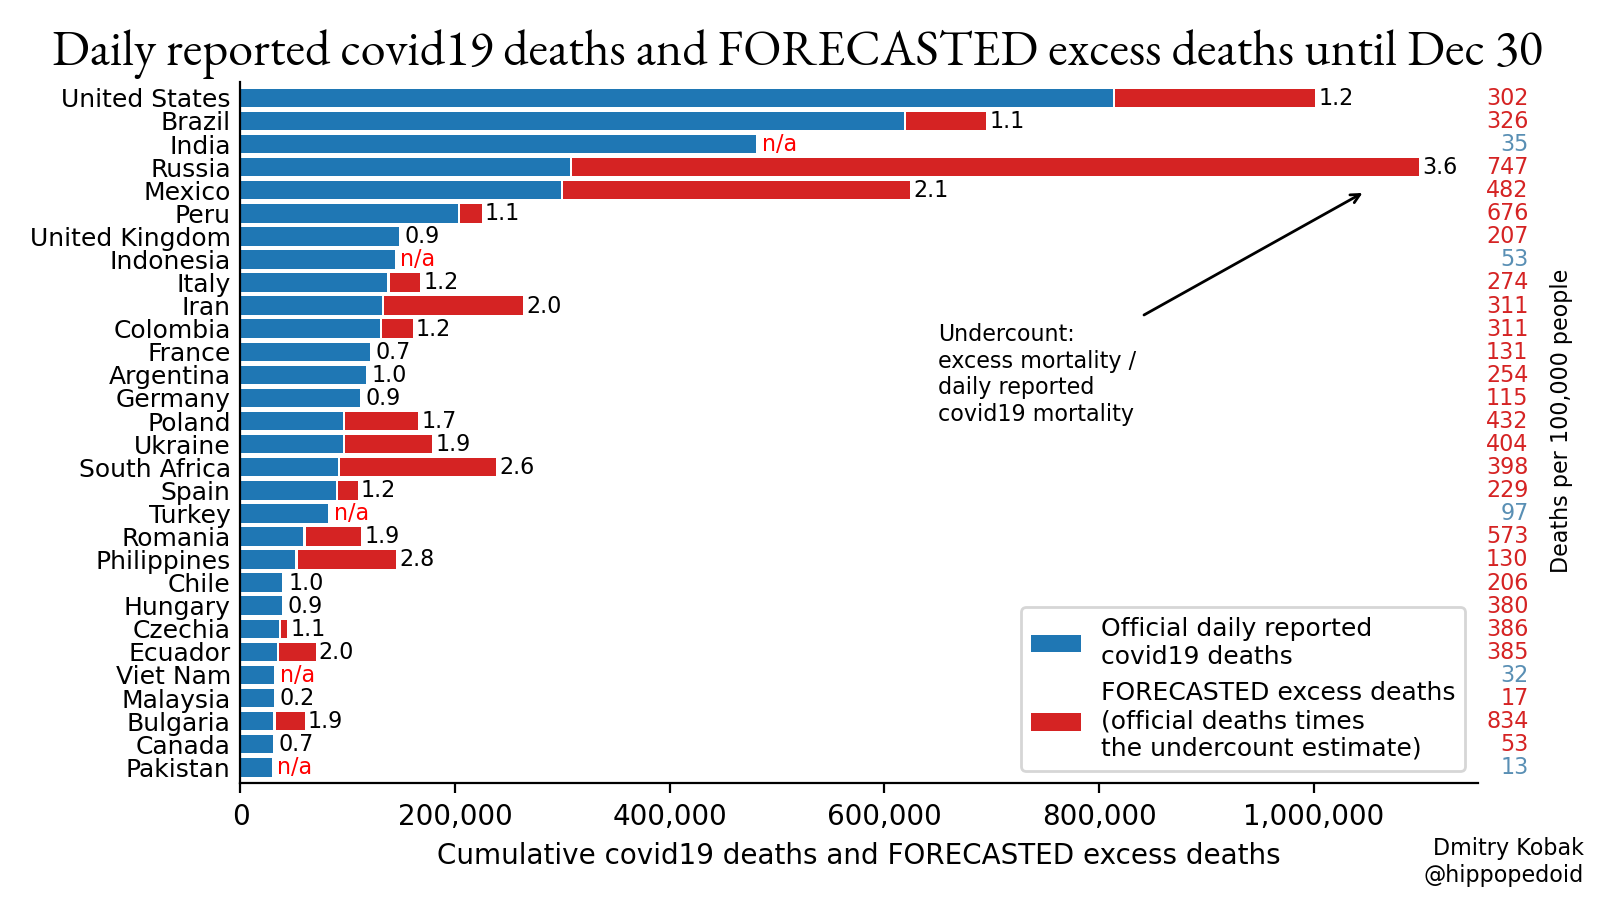 Daily reported covid19 deaths and FORECASTED excess deaths until Dec 30
United States 1.2 302
Brazil 1.1 326
India n/a 35
Russia 3.6 747
Mexico 2.1 482
Peru 1.1 676
United Kingdom 0.9 207
Indonesia n/a 53
Italy 1.2 274
Iran 2.0 311
Colombia 1.2 311
France 0.7 131
Argentina 1.0 254
Germany 0.9 115
Poland 1.7 432
Ukraine 1.9 404
South Africa 2.6 398
Spain 1.2 229
Turkey n/a 97
Romania 1.9 573
Philippines 2.8 130
Chile 1.0 206
Hungary 0.9 380
Czechia 1.1 386
Ecuador 2.0 385
Viet Nam n/a 32
Malaysia 0.2 17
Bulgaria 1.9 834
Canada 0.7 53
Pakistan n/a 13
Undercount:
excess mortality /
daily reported
covid19 mortality
Deaths per 100,000 people
Official daily reported
covid19 deaths
FORECASTED excess deaths
(official deaths times
the undercount estimate)
0 200,000 400,000 600,000 800,000 1,000,000
Cumulative covid19 deaths and FORECASTED excess deaths
Dmitry Kobak
@hippopedoid